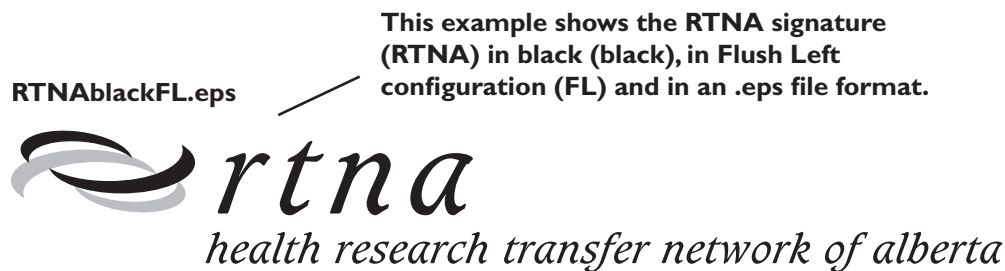 This example shows the RTNA signature
(RTNA) in black (black), in Flush Left
configuration (FL) and in an .eps file format.
RTNAblackFL.eps
rtna
health research transfer network of alberta